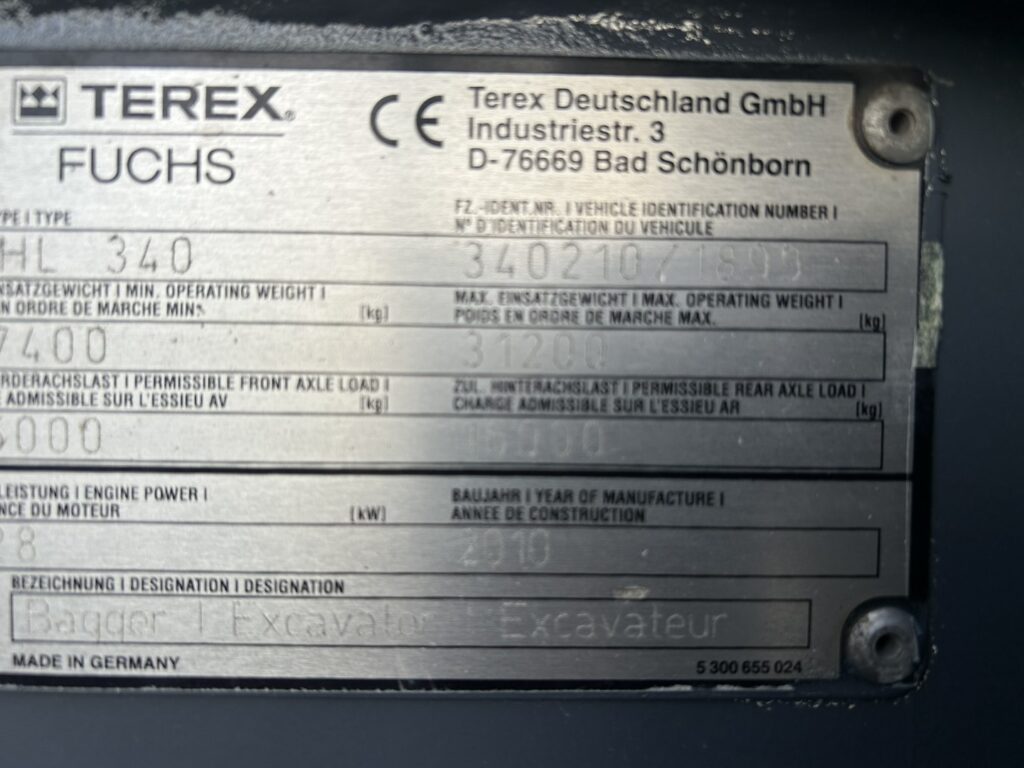 TEREX®
FUCHS
CE
Terex Deutschland GmbH
Industriestr. 3
D-76669 Bad Schönborn
YPE I TYPE
HL 340
FZ.-IDENT.NR. I VEHICLE IDENTIFICATION NUMBER I
N° D'IDENTIFICATION DU VEHICULE
340210/1899
NSATZGEWICHT I MIN. OPERATING WEIGHT I
N ORDRE DE MARCHE MIN.
[kg]
7400
MAX. EINSATZGEWICHT I MAX. OPERATING WEIGHT I
POIDS EN ORDRE DE MARCHE MAX.
[kg]
31200
RDERACHSLAST I PERMISSIBLE FRONT AXLE LOAD I
E ADMISSIBLE SUR L'ESSIEU AV
[kg]
6000
ZUL. HINTERACHSLAST I PERMISSIBLE REAR AXLE LOAD I
CHARGE ADMISSIBLE SUR L'ESSIEU AR
[kg]
16000
LEISTUNG I ENGINE POWER I
NCE DU MOTEUR
[kW]
28
BAUJAHR I YEAR OF MANUFACTURE I
ANNEE DE CONSTRUCTION
2010
BEZEICHNUNG I DESIGNATION I DESIGNATION
Bagger | Excavator | Excavateur
MADE IN GERMANY
5 300 655 024